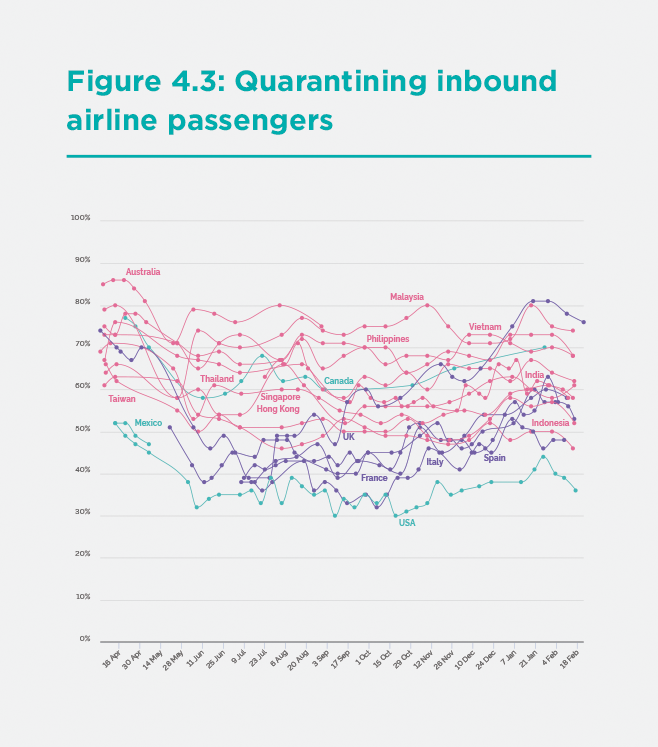 Figure 4.3: Quarantining inbound
airline passengers
100%
90%
80%
70%
60%
50%
40%
30%
20%
10%
0%
Australia
Malaysia
Vietnam
Philippines
Thailand
Canada
India
Taiwan
Singapore
Hong Kong
Mexico
Indonesia
UK
Italy
Spain
France
USA
16 Apr
30 Apr
14 May
28 May
11 Jun
25 Jun
9 Jul
23 Jul
6 Aug
20 Aug
3 Sep
17 Sep
1 Oct
15 Oct
29 Oct
12 Nov
26 Nov
10 Dec
24 Dec
7 Jan
21 Jan
4 Feb
18 Feb